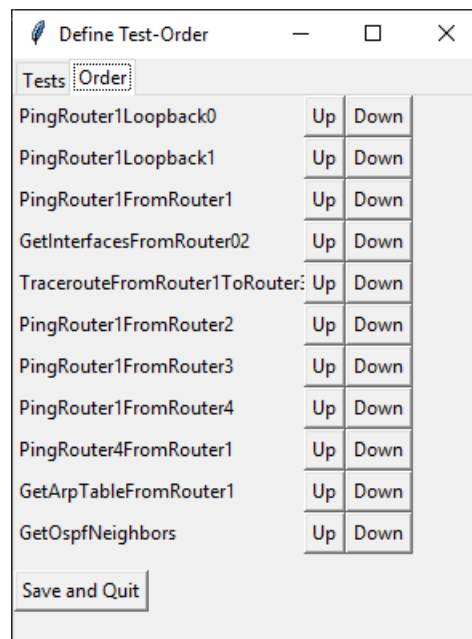 Define Test-Order
Tests Order
PingRouter1Loopback0 Up Down
PingRouter1Loopback1 Up Down
PingRouter1FromRouter1 Up Down
GetInterfacesFromRouter02 Up Down
TracerouteFromRouter1ToRouter3 Up Down
PingRouter1FromRouter2 Up Down
PingRouter1FromRouter3 Up Down
PingRouter1FromRouter4 Up Down
PingRouter4FromRouter1 Up Down
GetArpTableFromRouter1 Up Down
GetOspfNeighbors Up Down
Save and Quit